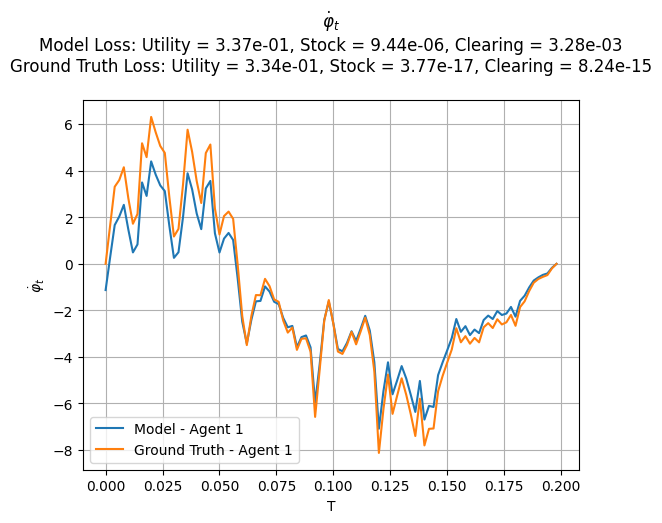 φ̇ₜ
Model Loss: Utility = 3.37e-01, Stock = 9.44e-06, Clearing = 3.28e-03
Ground Truth Loss: Utility = 3.34e-01, Stock = 3.77e-17, Clearing = 8.24e-15
φ̇ₜ
6
4
2
0
−2
−4
−6
−8
Model - Agent 1
Ground Truth - Agent 1
0.000 0.025 0.050 0.075 0.100 0.125 0.150 0.175 0.200
T